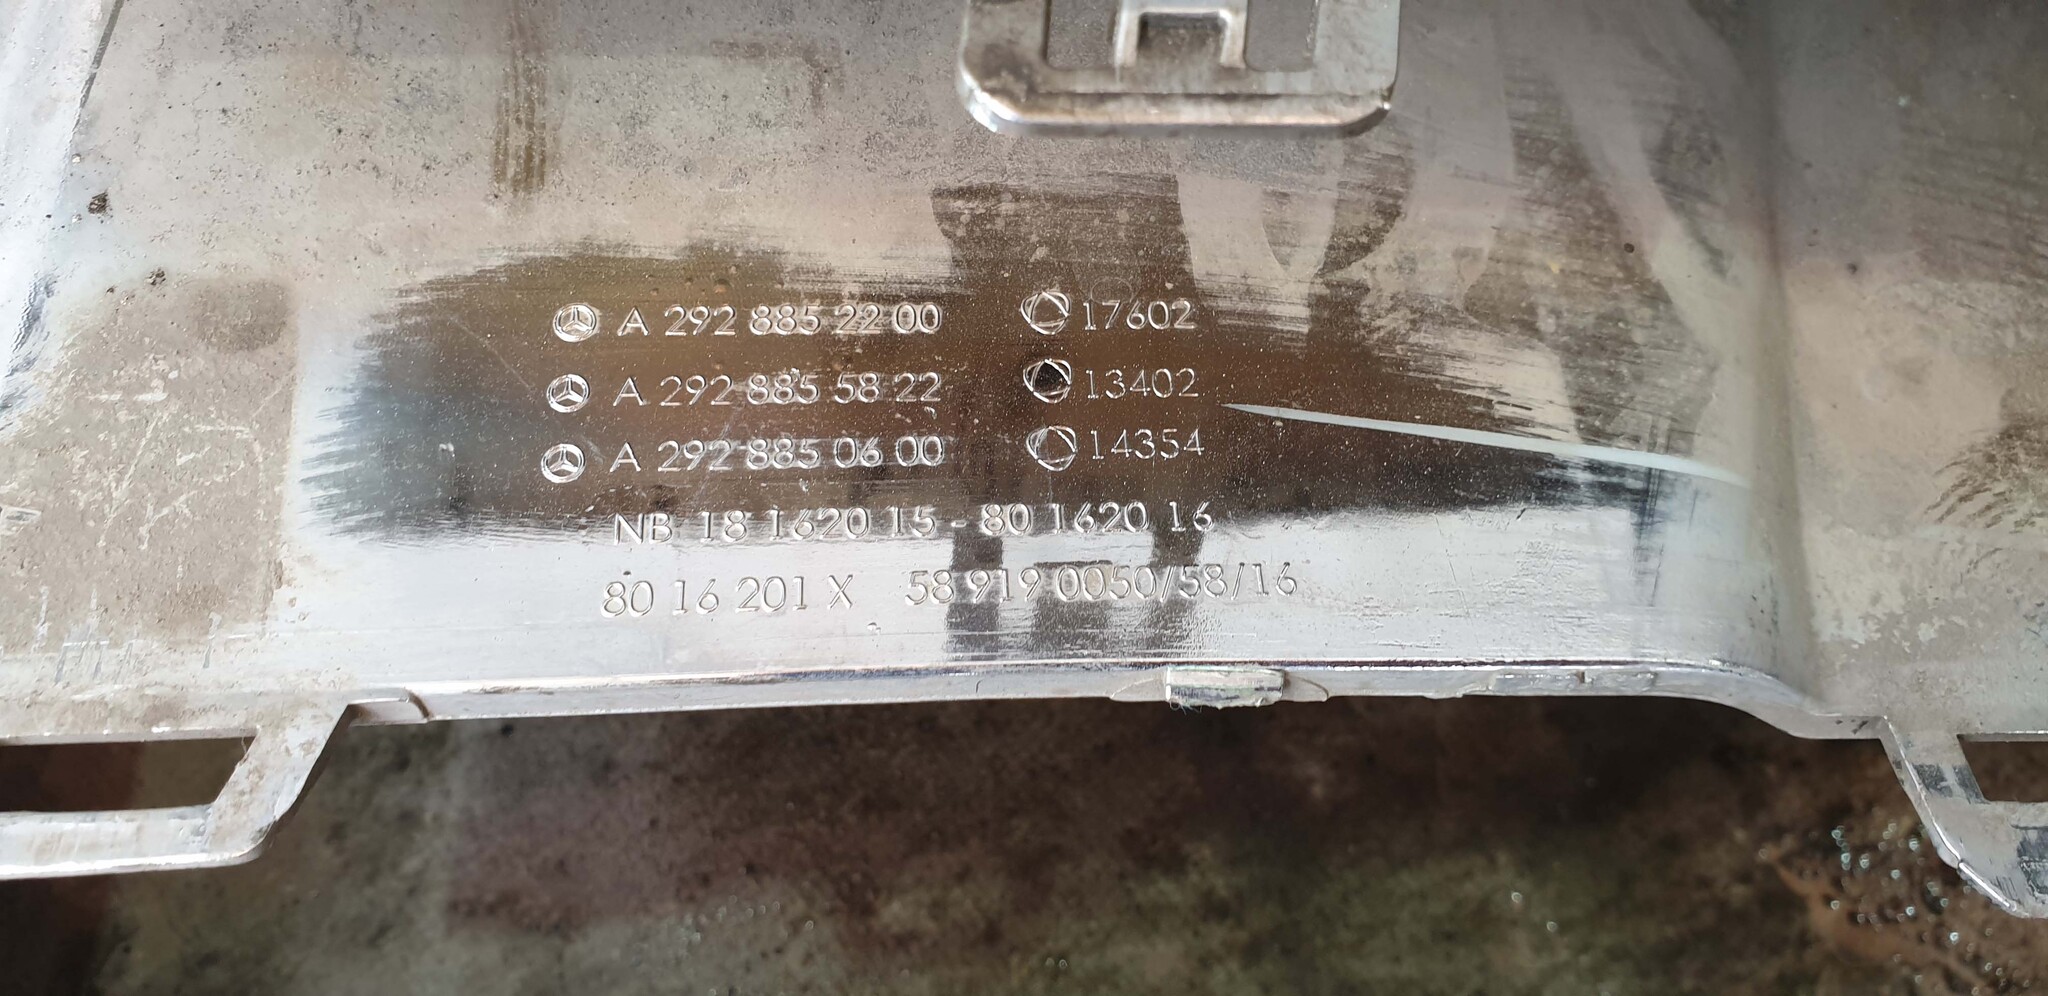 A 292 885 22 00 17602
A 292 885 58 22 13402
A 292 885 06 00 14354
NB 18 1620 15 - 80 1620 16
80 16 201 X 58 919 0050/58/16